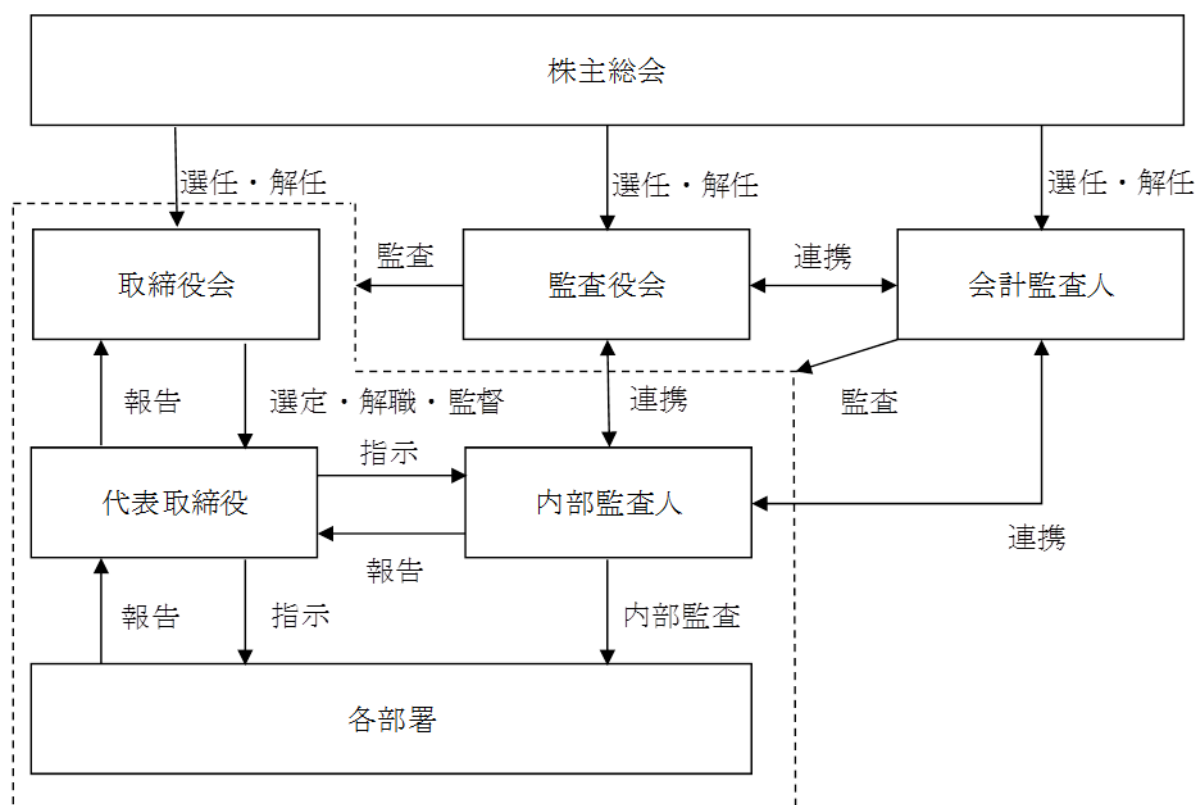 株主総会
選任・解任
選任・解任
選任・解任
取締役会
監査
監査役会
連携
会計監査人
報告
選定・解職・監督
連携
監査
代表取締役
指示
報告
内部監査人
連携
報告
指示
内部監査
各部署